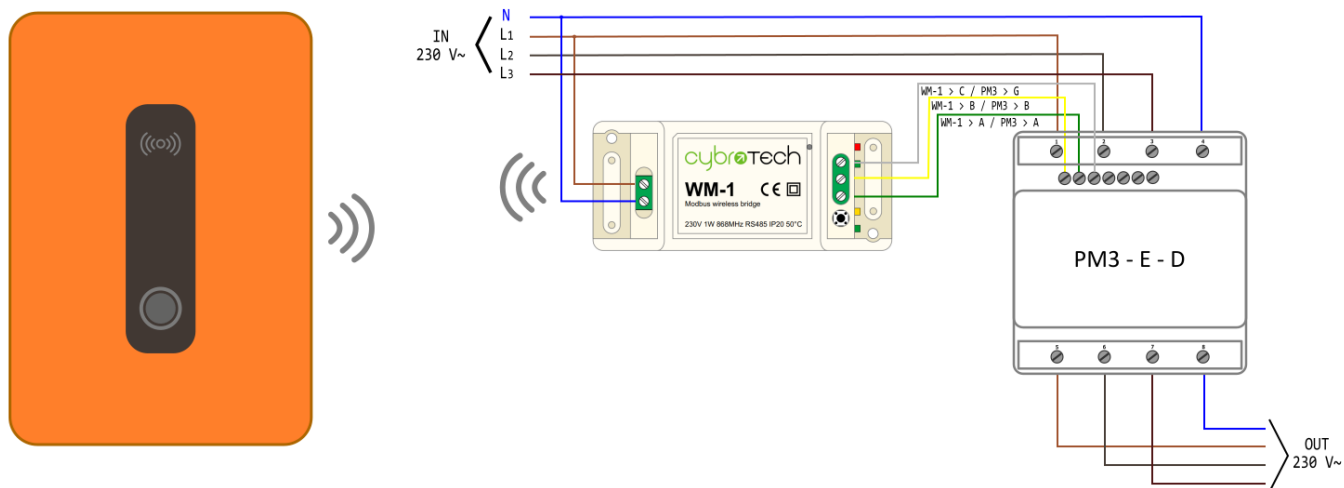 IN
230 V~
N
L1
L2
L3
WM-1 > C / PM3 > G
WM-1 > B / PM3 > B
WM-1 > A / PM3 > A
cybroTECH
WM-1 CE
Modbus wireless bridge
230V 1W 868MHz RS485 IP20 50°C
1 2 3 4
PM3 - E - D
5 6 7 8
OUT
230 V~